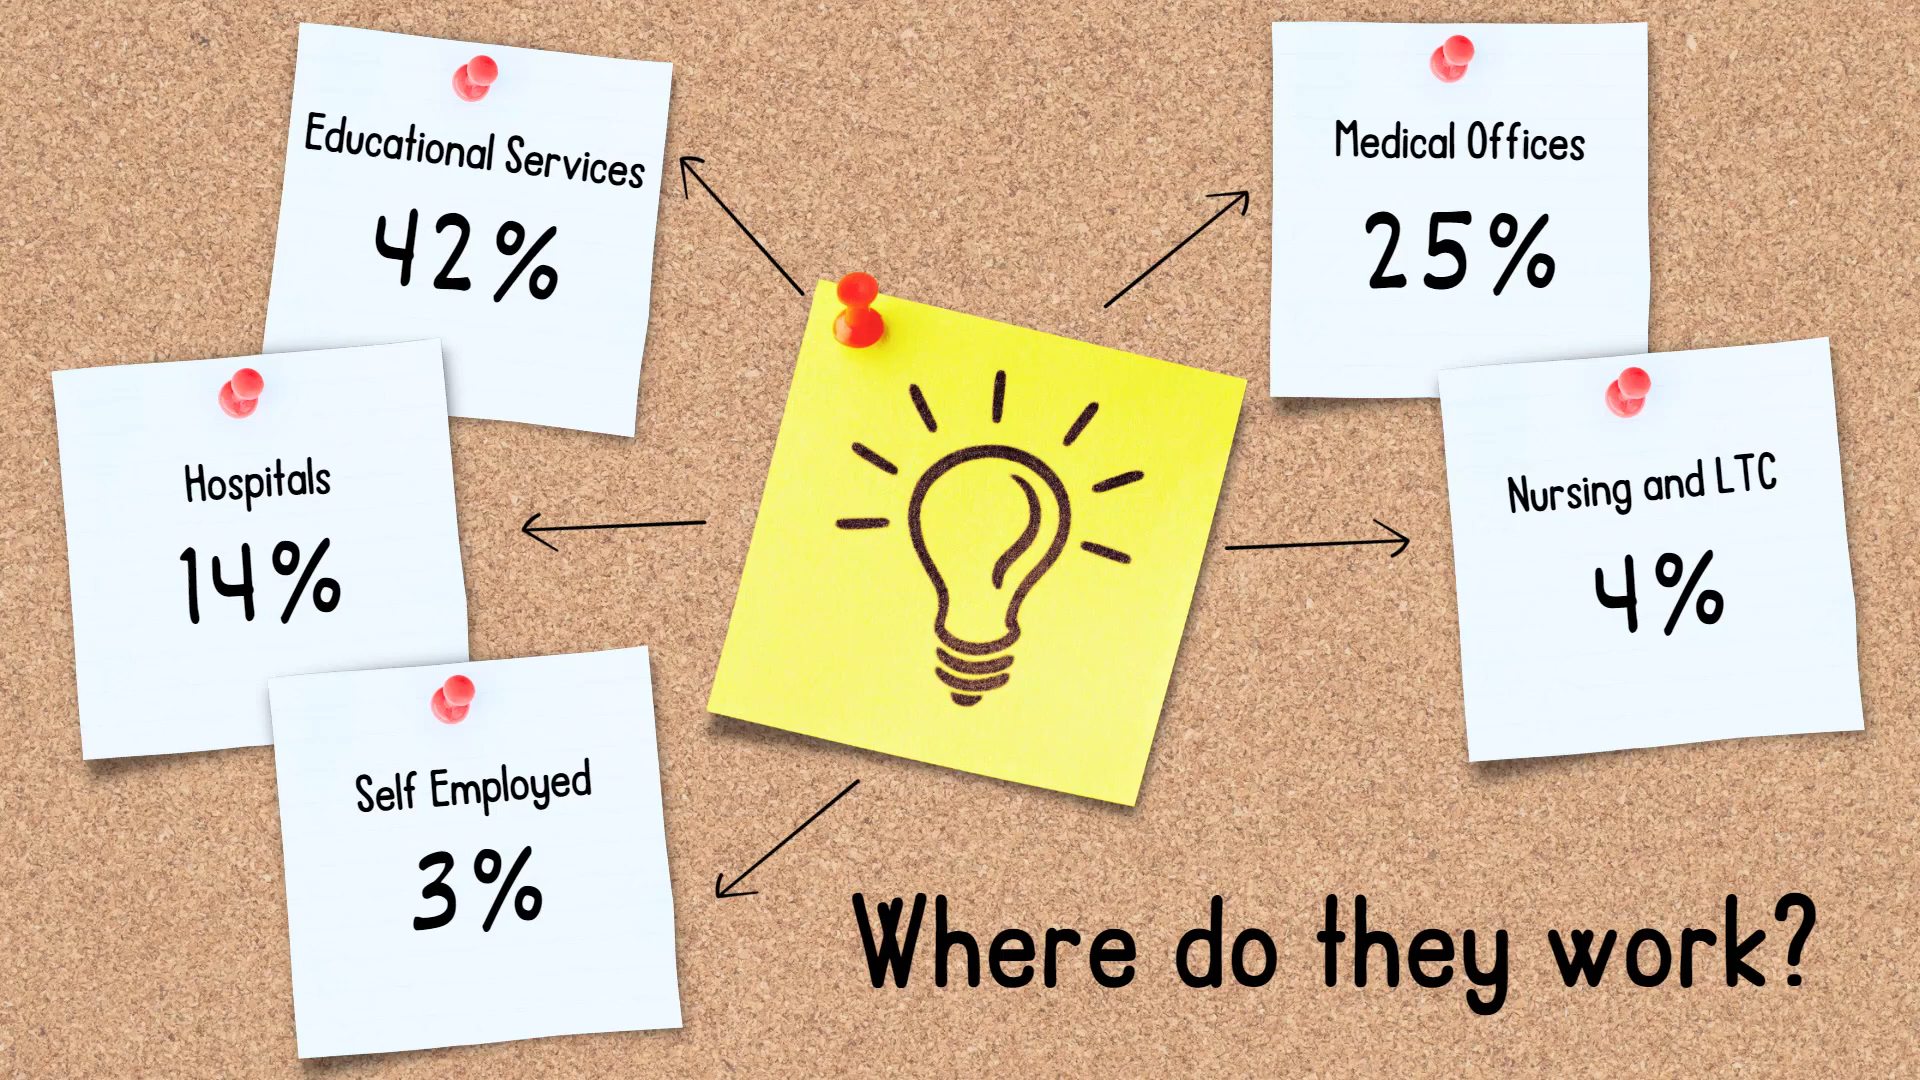 Educational Services
42%
Medical Offices
25%
Hospitals
14%
Nursing and LTC
4%
Self Employed
3%
Where do they work?